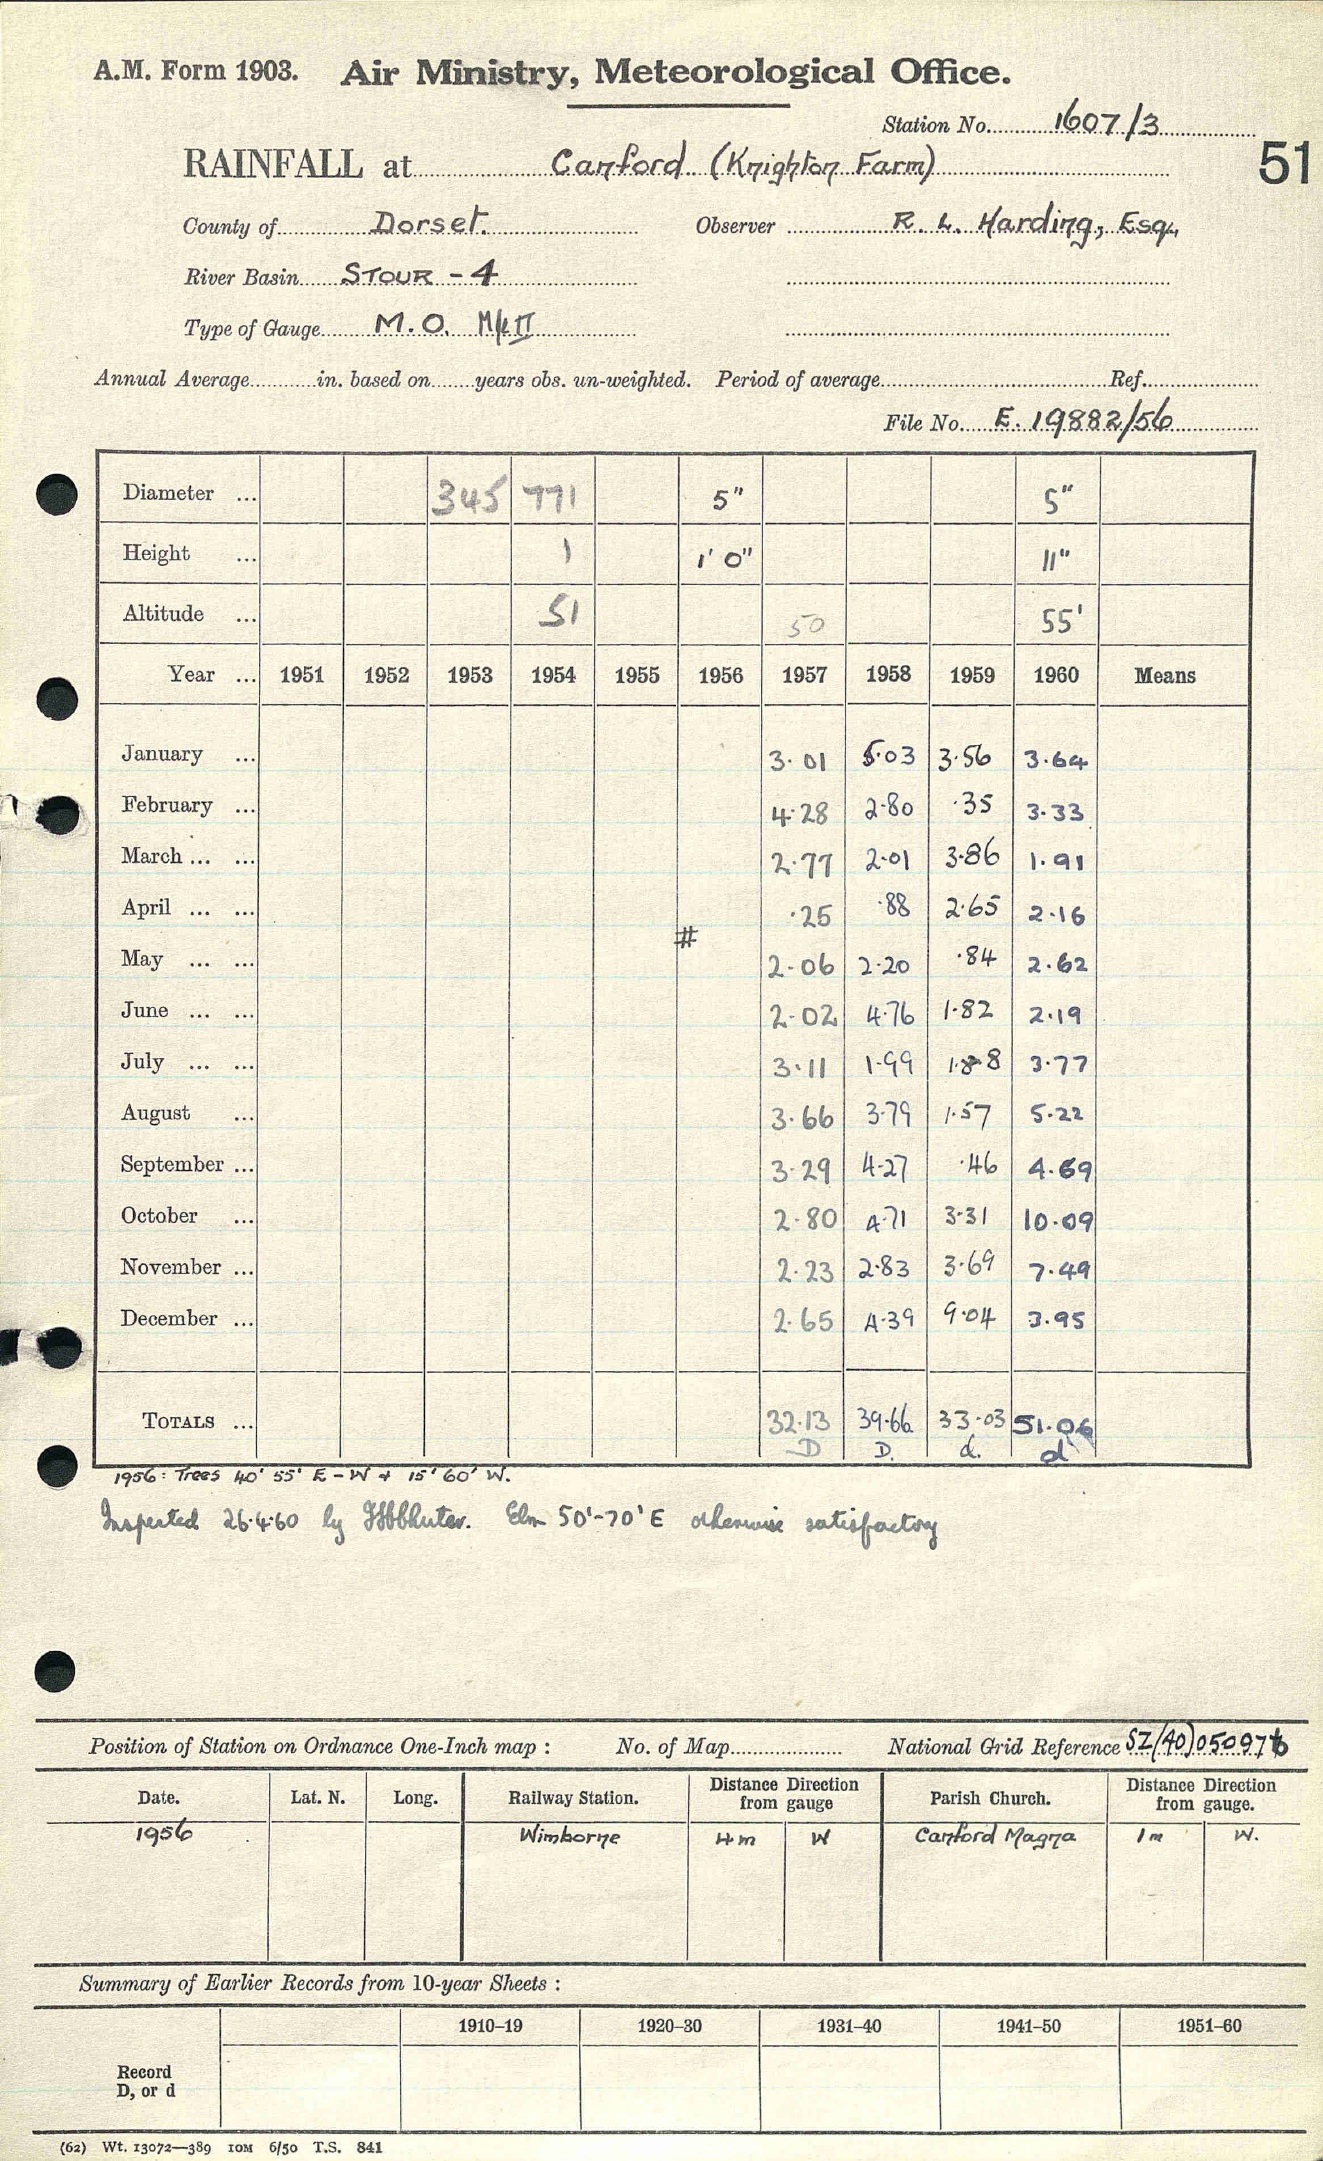 A.M. Form 1903. Air Ministry, Meteorological Office.
Station No. 1607/3
RAINFALL at Canford (Knighton Farm)
51
County of Dorset. Observer R. L. Harding, Esq.,
River Basin STOUR - 4
Type of Gauge M.O. Mk II
Annual Average in. based on years obs. un-weighted. Period of average Ref.
File No. E. 19882/56
Diameter ... 345 771 5" 5"
Height ... 1 1' 0" 11"
Altitude ... 51 50 55'
Year ... 1951 1952 1953 1954 1955 1956 1957 1958 1959 1960 Means
January ... 3.01 5.03 3.56 3.64
February ... 4.28 2.80 .35 3.33
March ... ... 2.77 2.01 3.86 1.91
April ... ... .25 .88 2.65 2.16
#
May ... ... 2.06 2.20 .84 2.62
June ... ... 2.02 4.76 1.82 2.19
July ... ... 3.11 1.99 1.88 3.77
August ... 3.66 3.79 1.57 5.22
September ... 3.29 4.27 .46 4.69
October ... 2.80 4.71 3.31 10.09
November ... 2.23 2.83 3.69 7.49
December ... 2.65 4.39 9.04 3.95
TOTALS ... 32.13 39.66 33.03 51.06
D D. d. d
1956: Trees 40' 55' E - W + 15' 60' W.
Inspected 26.4.60 by Elm 50'-70' E otherwise satisfactory
Position of Station on Ordnance One-Inch map : No. of Map National Grid Reference SZ/(40)050976
Date. Lat. N. Long. Railway Station. Distance Direction from gauge Parish Church. Distance Direction from gauge.
1956 Wimborne 4m W Canford Magna 1m W.
Summary of Earlier Records from 10-year Sheets :
1910–19 1920–30 1931–40 1941–50 1951–60
Record
D, or d
(62) Wt. 13072—389 10M 6/50 T.S. 841